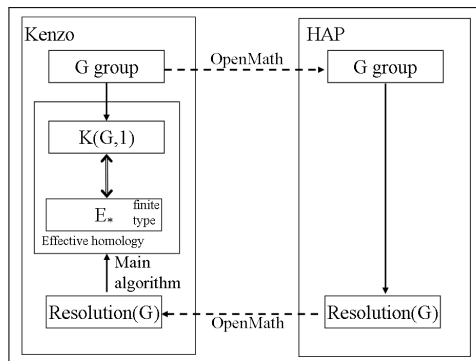 Kenzo
HAP
G group
OpenMath
G group
K(G,1)
E* finite
type
Effective homology
Main
algorithm
Resolution(G)
OpenMath
Resolution(G)